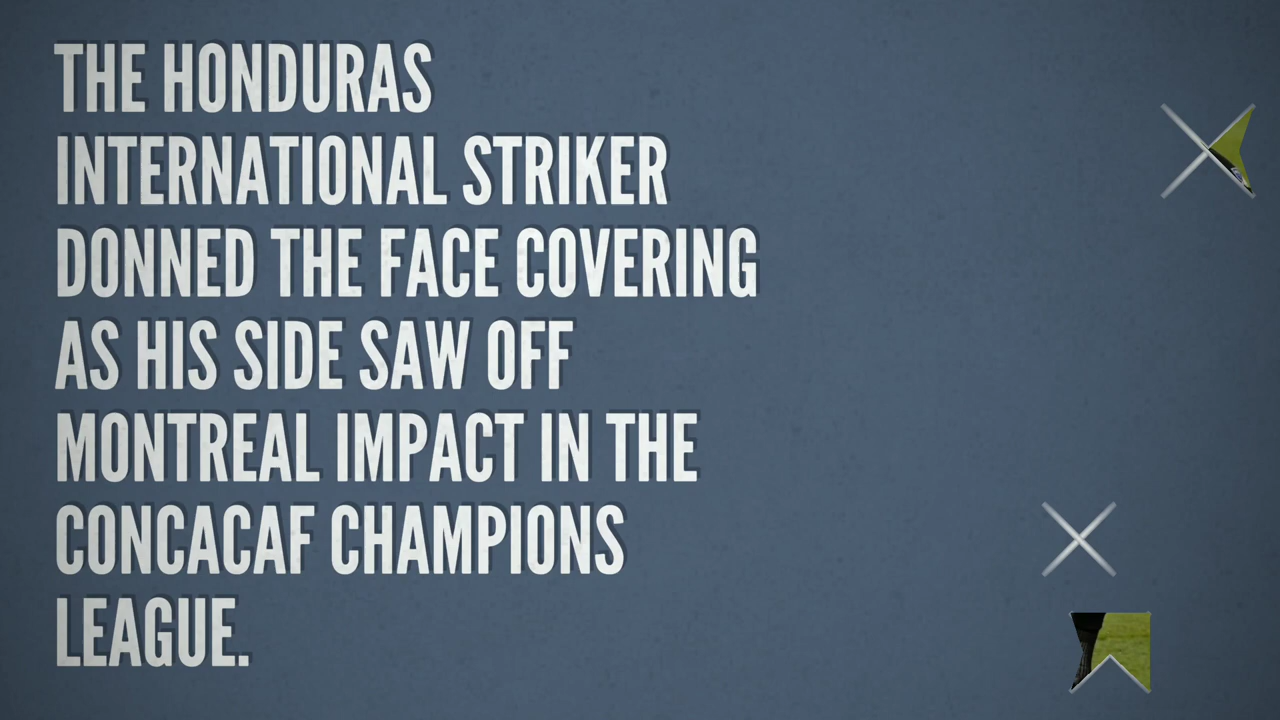 THE HONDURAS
INTERNATIONAL STRIKER
DONNED THE FACE COVERING
AS HIS SIDE SAW OFF
MONTREAL IMPACT IN THE
CONCACAF CHAMPIONS
LEAGUE.